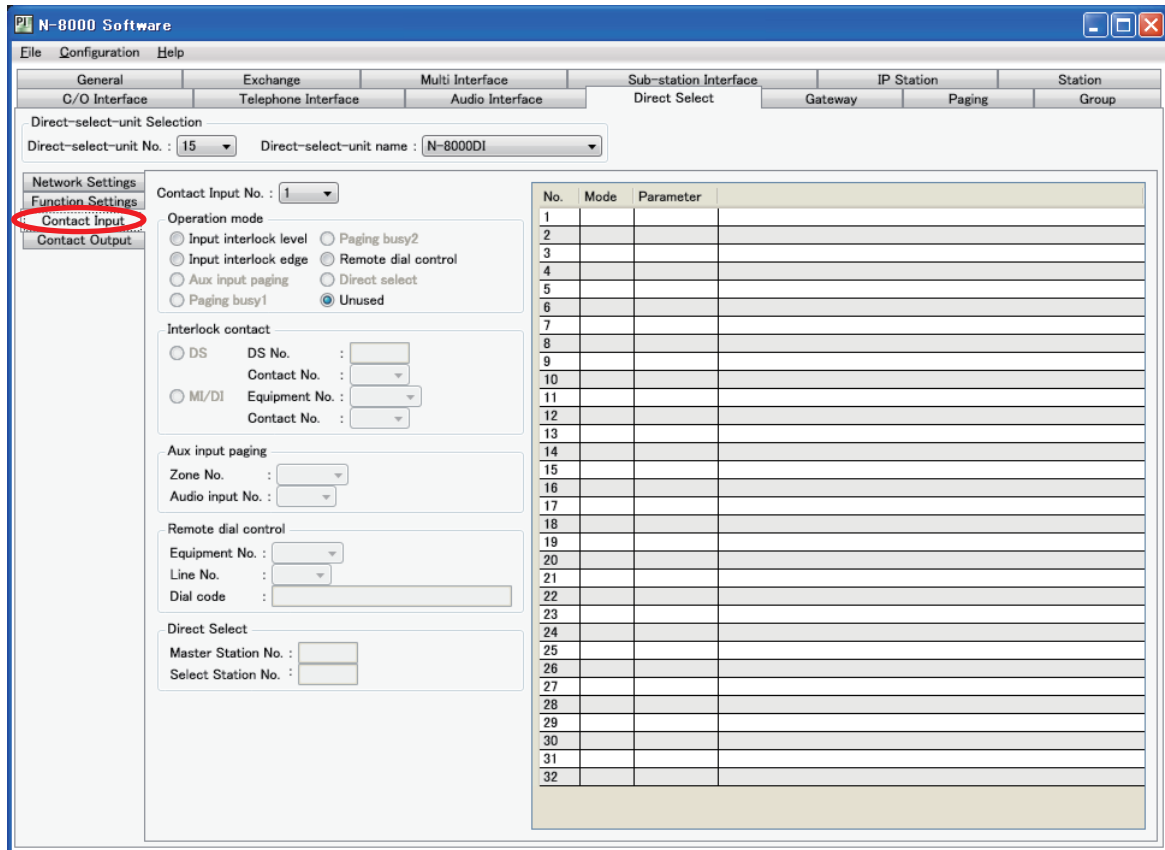 N-8000 Software
File Configuration Help
General Exchange Multi Interface Sub-station Interface IP Station Station
C/O Interface Telephone Interface Audio Interface Direct Select Gateway Paging Group
Direct-select-unit Selection
Direct-select-unit No. : 15 Direct-select-unit name : N-8000DI
Network Settings
Function Settings
Contact Input
Contact Output
Contact Input No. : 1
Operation mode
Input interlock level Paging busy2
Input interlock edge Remote dial control
Aux input paging Direct select
Paging busy1 Unused
Interlock contact
DS DS No. :
Contact No. :
MI/DI Equipment No. :
Contact No. :
Aux input paging
Zone No. :
Audio input No. :
Remote dial control
Equipment No. :
Line No. :
Dial code :
Direct Select
Master Station No. :
Select Station No. :
No. Mode Parameter
1
2
3
4
5
6
7
8
9
10
11
12
13
14
15
16
17
18
19
20
21
22
23
24
25
26
27
28
29
30
31
32